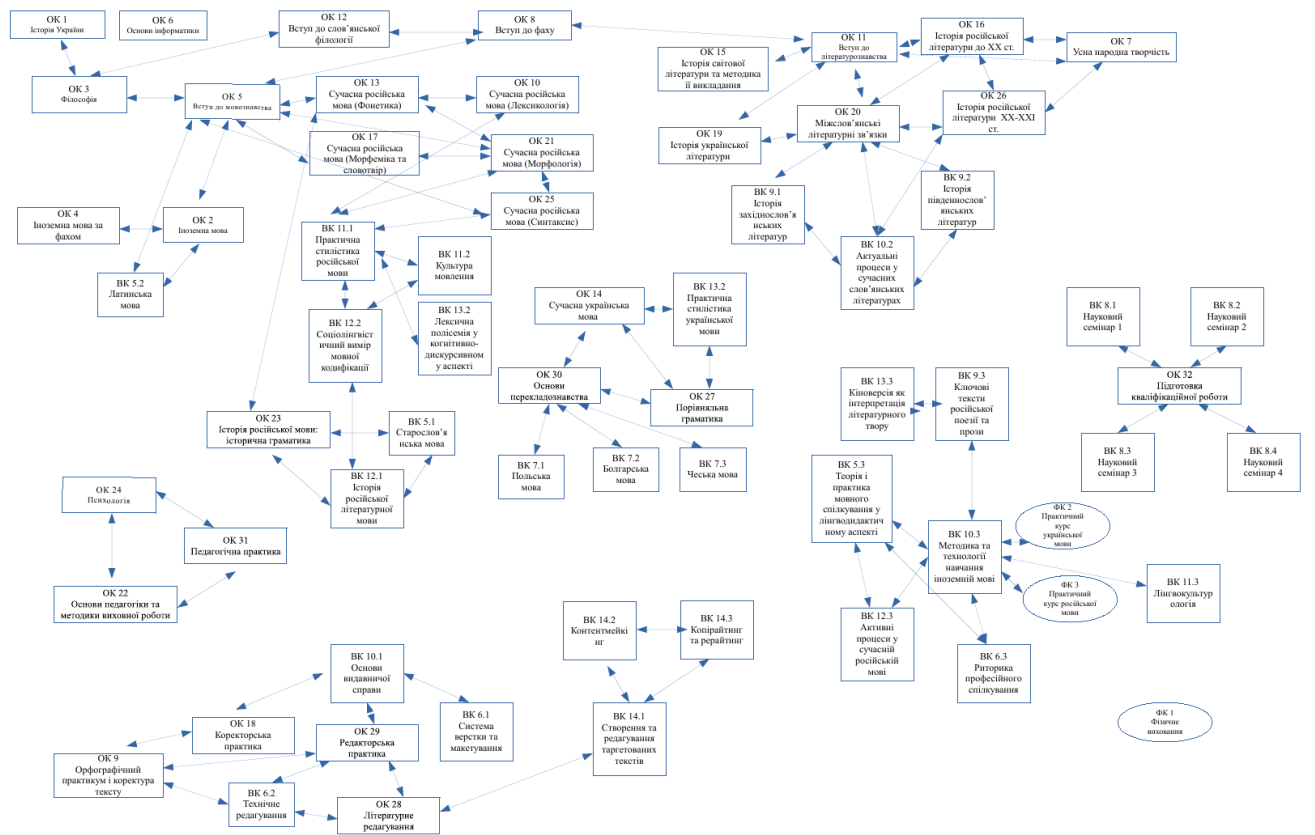 ОК 1
Історія України
ОК 6
Основи інформатики
ОК 12
Вступ до слов’янської
філології
ОК 8
Вступ до фаху
ОК 11
Вступ до
літературознавства
ОК 16
Історія російської
літератури до ХХ ст.
ОК 7
Усна народна творчість
ОК 15
Історія світової
літератури та методика
її викладання
ОК 3
Філософія
ОК 5
Вступ до мовознавства
ОК 13
Сучасна російська
мова (Фонетика)
ОК 10
Сучасна російська
мова (Лексикологія)
ОК 20
Міжслов’янські
літературні зв’язки
ОК 26
Історія російської
літератури ХХ-ХХІ
ст.
ОК 17
Сучасна російська
мова (Морфеміка та
словотвір)
ОК 21
Сучасна російська
мова (Морфологія)
ОК 19
Історія української
літератури
ВК 9.1
Історія
західнослов’я
нських
літератур
ВК 9.2
Історія
південнослов’
янських
літератур
ОК 4
Іноземна мова за
фахом
ОК 2
Іноземна мова
ОК 25
Сучасна російська
мова (Синтаксис)
ВК 11.1
Практична
стилістика
російської
мови
ВК 11.2
Культура
мовлення
ВК 10.2
Актуальні
процеси у
сучасних
слов’янських
літературах
ВК 5.2
Латинська
мова
ВК 12.2
Соціолінгвіст
ичний вимір
мовної
кодифікації
ВК 13.2
Лексична
полісемія у
когнітивно-
дискурсивном
у аспекті
ОК 14
Сучасна українська
мова
ВК 13.2
Практична
стилістика
української
мови
ВК 8.1
Науковий
семінар 1
ВК 8.2
Науковий
семінар 2
ОК 30
Основи
перекладознавства
ОК 27
Порівняльна
граматика
ВК 13.3
Кіноверсія як
інтерпретація
літературного
твору
ВК 9.3
Ключові
тексти
російської
поезії та
прози
ОК 32
Підготовка
кваліфікаційної роботи
ОК 23
Історія російської мови:
історична граматика
ВК 5.1
Старослов’я
нська мова
ВК 7.1
Польська
мова
ВК 7.2
Болгарська
мова
ВК 7.3
Чеська мова
ВК 8.3
Науковий
семінар 3
ВК 8.4
Науковий
семінар 4
ВК 12.1
Історія
російської
літературної
мови
ВК 5.3
Теорія і
практика
мовного
спілкування у
лінгводидактич
ному аспекті
ОК 24
Психологія
ОК 31
Педагогічна практика
ОК 22
Основи педагогіки та
методики виховної роботи
ФК 2
Практичний
курс
української
мови
ВК 10.3
Методика та
технології
навчання
іноземній мові
ФК 3
Практичний
курс російської
мови
ВК 11.3
Лінгвокультур
ологія
ВК 12.3
Активні
процеси у
сучасній
російській
мові
ВК 6.3
Риторика
професійного
спілкування
ВК 14.2
Контентмейкі
нг
ВК 14.3
Копірайтинг
та рерайтинг
ВК 10.1
Основи
видавничої
справи
ОК 18
Коректорська
практика
ОК 29
Редакторська
практика
ВК 6.1
Система
верстки та
макетування
ВК 14.1
Створення та
редагування
таргетованих
текстів
ФК 1
Фізичне
виховання
ОК 9
Орфографічний
практикум і коректура
тексту
ВК 6.2
Технічне
редагування
ОК 28
Літературне
редагування